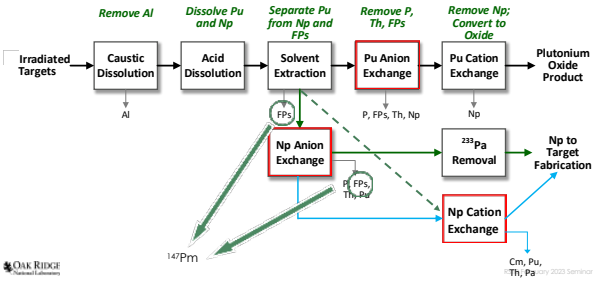 Remove Al
Dissolve Pu
and Np
Separate Pu
from Np and
FPs
Remove P,
Th, FPs
Remove Np;
Convert to
Oxide
Irradiated
Targets
Caustic
Dissolution
Acid
Dissolution
Solvent
Extraction
Pu Anion
Exchange
Pu Cation
Exchange
Plutonium
Oxide
Product
Al
FPs
P, FPs, Th, Np
Np
Np Anion
Exchange
233Pa
Removal
Np to
Target
Fabrication
P, FPs,
Th, Pu
Np Cation
Exchange
147Pm
Cm, Pu,
Th, Pa
OAK RIDGE
National Laboratory
2023 Seminar